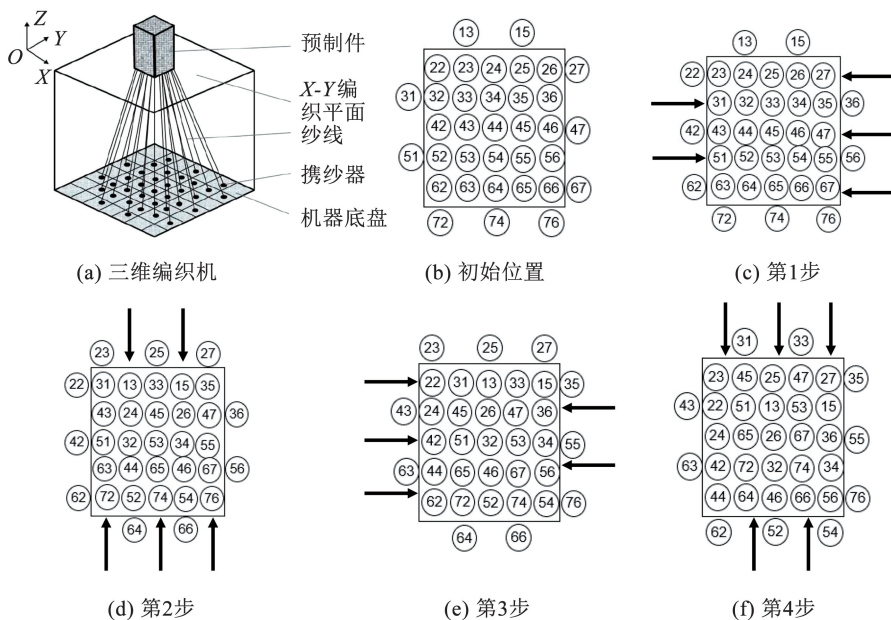 Z
Y
O
X
预制件
X-Y编
织平面
纱线
携纱器
机器底盘
(a) 三维编织机
13 15
22 23 24 25 26 27
31 32 33 34 35 36
42 43 44 45 46 47
51 52 53 54 55 56
62 63 64 65 66 67
72 74 76
(b) 初始位置
13 15
22 23 24 25 26 27
31 32 33 34 35 36
42 43 44 45 46 47
51 52 53 54 55 56
62 63 64 65 66 67
72 74 76
(c) 第1步
23 25 27
22 31 13 33 15 35
43 24 45 26 47 36
42 51 32 53 34 55
63 44 65 46 67 56
62 72 52 74 54 76
64 66
(d) 第2步
23 25 27
22 31 13 33 15 35
43 24 45 26 47 36
42 51 32 53 34 55
63 44 65 46 67 56
62 72 52 74 54 76
64 66
(e) 第3步
31 33
23 45 25 47 27 35
43 22 51 13 53 15
24 65 26 67 36 55
63 42 72 32 74 34
44 64 46 66 56 76
62 52 54
(f) 第4步